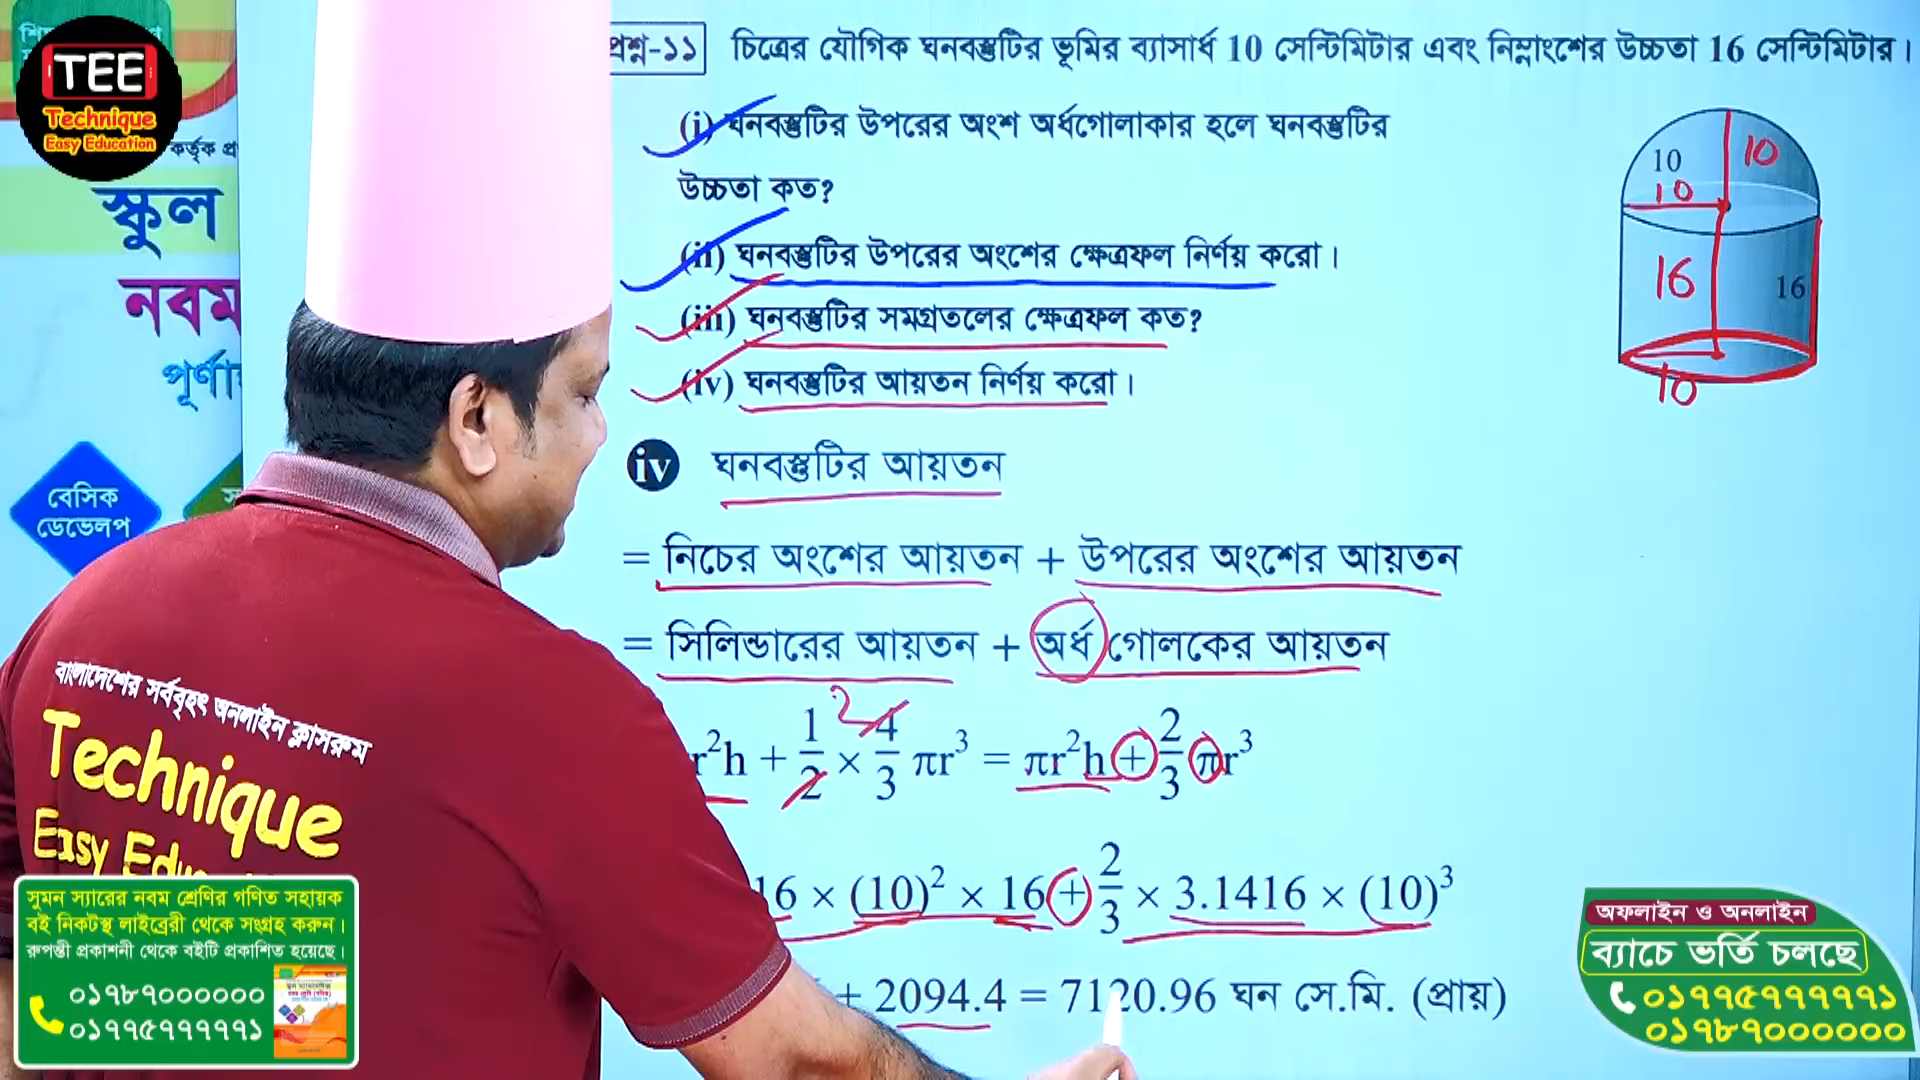 TEE
Technique
Easy Education
কর্তৃক
স্কুল
নবম
বেসিক
ডেভেলপ
প্রশ্ন-১১ চিত্রের যৌগিক ঘনবস্তুটির ভূমির ব্যাসার্ধ 10 সেন্টিমিটার এবং নিম্নাংশের উচ্চতা 16 সেন্টিমিটার।
(i) ঘনবস্তুটির উপরের অংশ অর্ধগোলাকার হলে ঘনবস্তুটির
উচ্চতা কত?
(ii) ঘনবস্তুটির উপরের অংশের ক্ষেত্রফল নির্ণয় করো।
(iii) ঘনবস্তুটির সমগ্রতলের ক্ষেত্রফল কত?
(iv) ঘনবস্তুটির আয়তন নির্ণয় করো।
10 10
10
16 16
10
iv ঘনবস্তুটির আয়তন
= নিচের অংশের আয়তন + উপরের অংশের আয়তন
= সিলিন্ডারের আয়তন + অর্ধ গোলকের আয়তন
2
r²h + 1/2 × 4/3 πr³ = πr²h + 2/3 πr³
16 × (10)² × 16 + 2/3 × 3.1416 × (10)³
+ 2094.4 = 7120.96 ঘন সে.মি. (প্রায়)
বাংলাদেশের সর্ববৃহৎ অনলাইন ক্লাসরুম
Technique
Easy
সুমন স্যারের নবম শ্রেণির গণিত সহায়ক
বই নিকটস্থ লাইব্রেরী থেকে সংগ্রহ করুন।
রুপন্তী প্রকাশনী থেকে বইটি প্রকাশিত হয়েছে।
০১৭৮৭০০০০০০
০১৭৭৫৭৭৭৭৭১
অফলাইন ও অনলাইন
ব্যাচে ভর্তি চলছে
০১৭৭৫৭৭৭৭৭১
০১৭৮৭০০০০০০